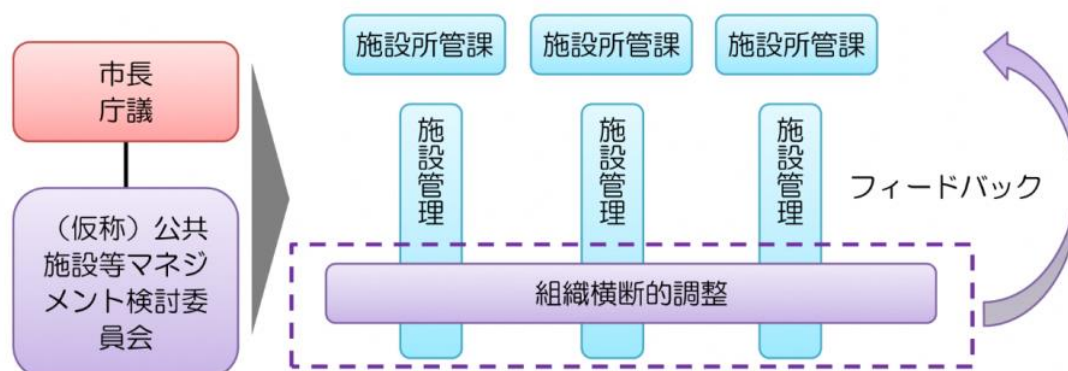 市長
庁議
（仮称）公共
施設等マネジ
メント検討委
員会
施設所管課
施設所管課
施設所管課
施設管理
施設管理
施設管理
組織横断的調整
フィードバック